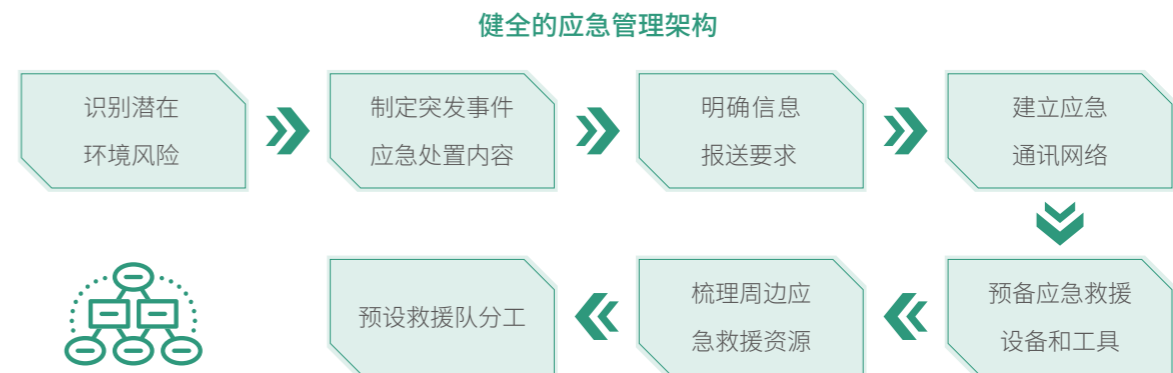 健全的应急管理架构
识别潜在
环境风险
制定突发事件
应急处置内容
明确信息
报送要求
建立应急
通讯网络
预备应急救援
设备和工具
梳理周边应
急救援资源
预设救援队分工